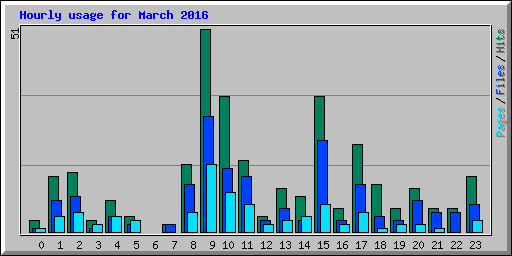 Hourly usage for March 2016
51
Pages/Files/Hits
0 1 2 3 4 5 6 7 8 9 10 11 12 13 14 15 16 17 18 19 20 21 22 23